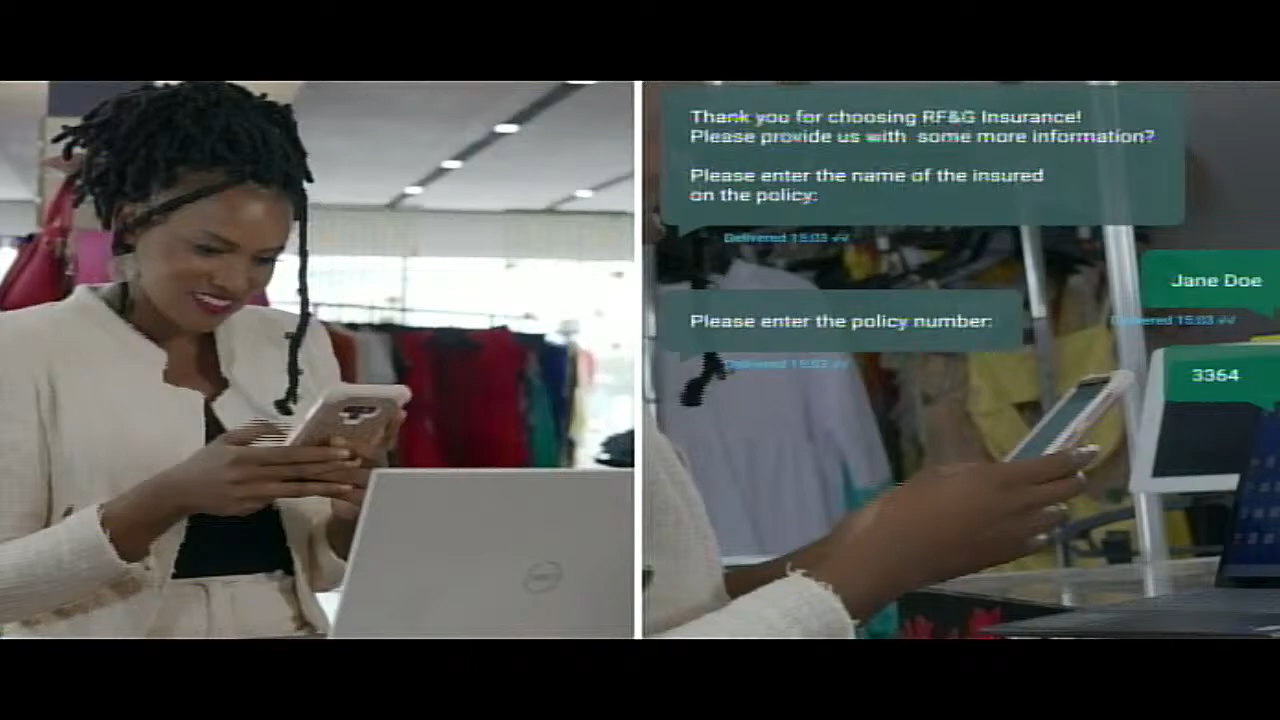 Thank you for choosing RF&G Insurance!
Please provide us with some more information?
Please enter the name of the insured
on the policy:
Delivered 15:03
Jane Doe
Delivered 15:03
Please enter the policy number:
Delivered 15:03
3364
DELL